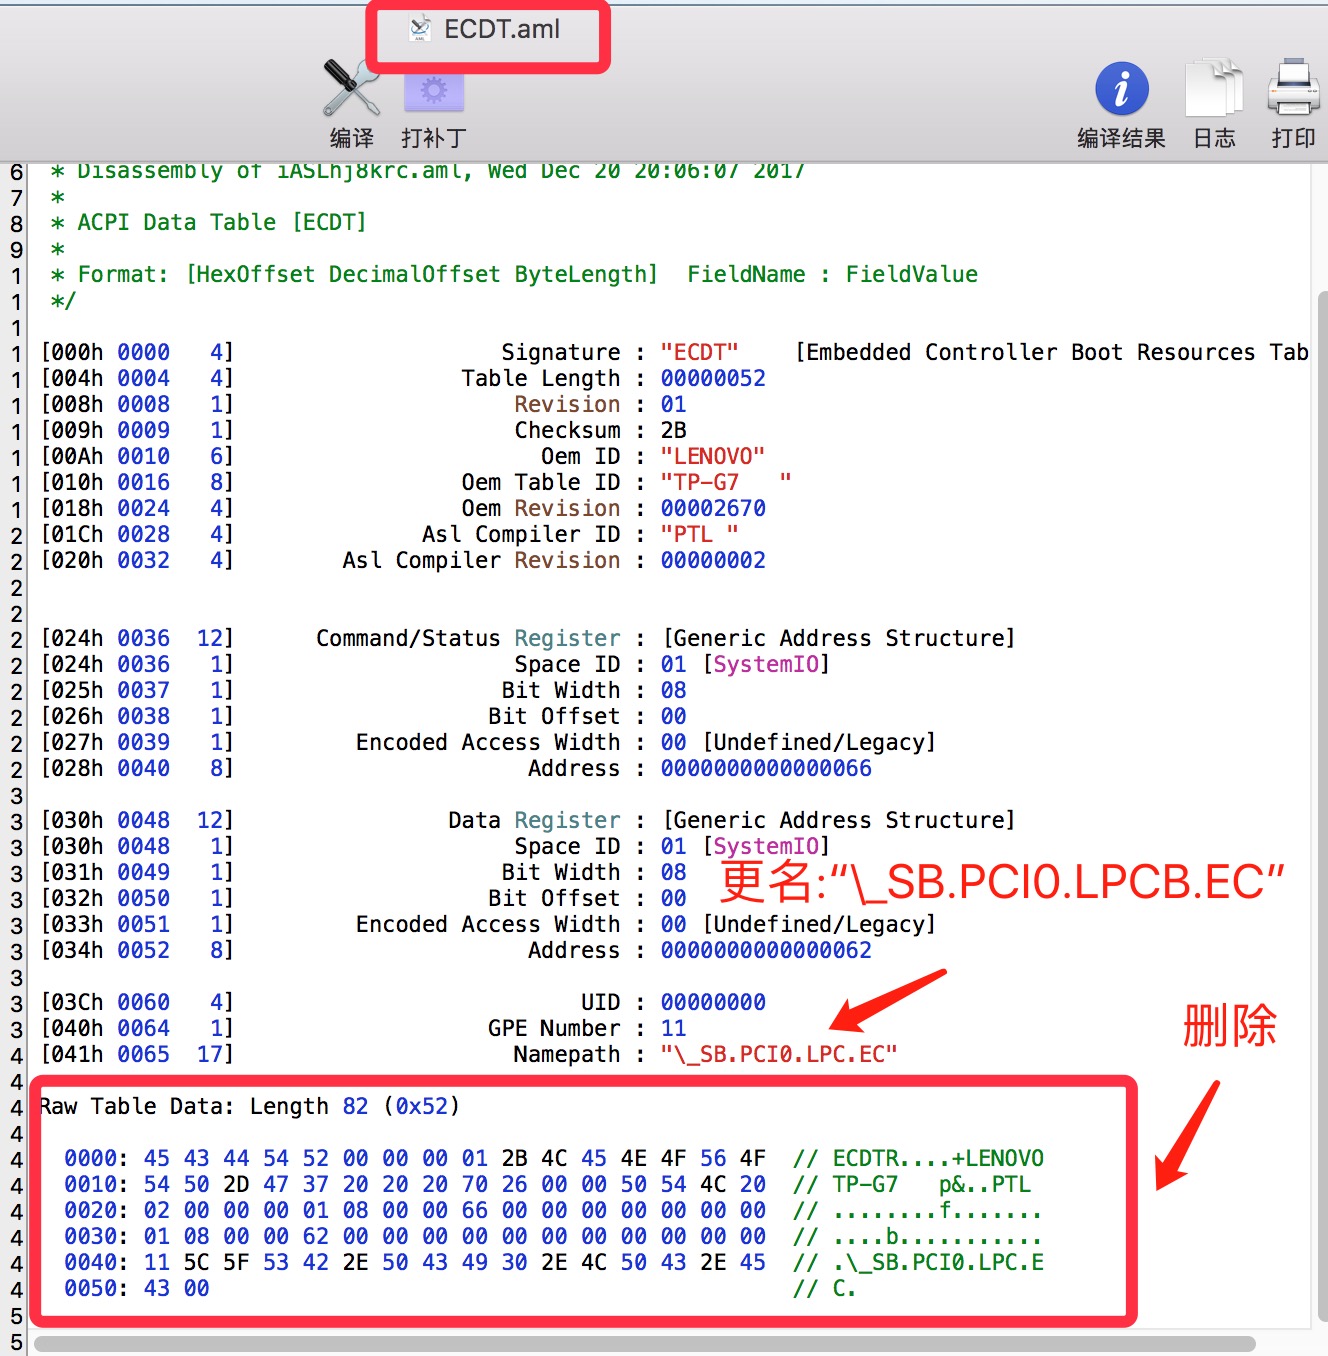 ECDT.aml
编译 打补丁 编译结果 日志 打印
6 * Disassembly of iASLhj8krc.aml, Wed Dec 20 20:06:07 2017
7 *
8 * ACPI Data Table [ECDT]
9 *
1 * Format: [HexOffset DecimalOffset ByteLength]  FieldName : FieldValue
1 */
1
1 [000h 0000   4] Signature : "ECDT"    [Embedded Controller Boot Resources Tab
1 [004h 0004   4] Table Length : 00000052
1 [008h 0008   1] Revision : 01
1 [009h 0009   1] Checksum : 2B
1 [00Ah 0010   6] Oem ID : "LENOVO"
1 [010h 0016   8] Oem Table ID : "TP-G7   "
1 [018h 0024   4] Oem Revision : 00002670
2 [01Ch 0028   4] Asl Compiler ID : "PTL "
2 [020h 0032   4] Asl Compiler Revision : 00000002
2
2
2 [024h 0036  12] Command/Status Register : [Generic Address Structure]
2 [024h 0036   1] Space ID : 01 [SystemIO]
2 [025h 0037   1] Bit Width : 08
2 [026h 0038   1] Bit Offset : 00
2 [027h 0039   1] Encoded Access Width : 00 [Undefined/Legacy]
2 [028h 0040   8] Address : 0000000000000066
3
3 [030h 0048  12] Data Register : [Generic Address Structure]
3 [030h 0048   1] Space ID : 01 [SystemIO]
3 [031h 0049   1] Bit Width : 08
更名:“\_SB.PCI0.LPCB.EC”
3 [032h 0050   1] Bit Offset : 00
3 [033h 0051   1] Encoded Access Width : 00 [Undefined/Legacy]
3 [034h 0052   8] Address : 0000000000000062
3
3 [03Ch 0060   4] UID : 00000000
3 [040h 0064   1] GPE Number : 11
删除
4 [041h 0065  17] Namepath : "\_SB.PCI0.LPC.EC"
4
4 Raw Table Data: Length 82 (0x52)
4
4 0000: 45 43 44 54 52 00 00 00 01 2B 4C 45 4E 4F 56 4F  // ECDTR....+LENOVO
4 0010: 54 50 2D 47 37 20 20 20 70 26 00 00 50 54 4C 20  // TP-G7   p&..PTL
4 0020: 02 00 00 00 01 08 00 00 66 00 00 00 00 00 00 00  // ........f.......
4 0030: 01 08 00 00 62 00 00 00 00 00 00 00 00 00 00 00  // ....b...........
4 0040: 11 5C 5F 53 42 2E 50 43 49 30 2E 4C 50 43 2E 45  // .\_SB.PCI0.LPC.E
4 0050: 43 00  // C.
5
5